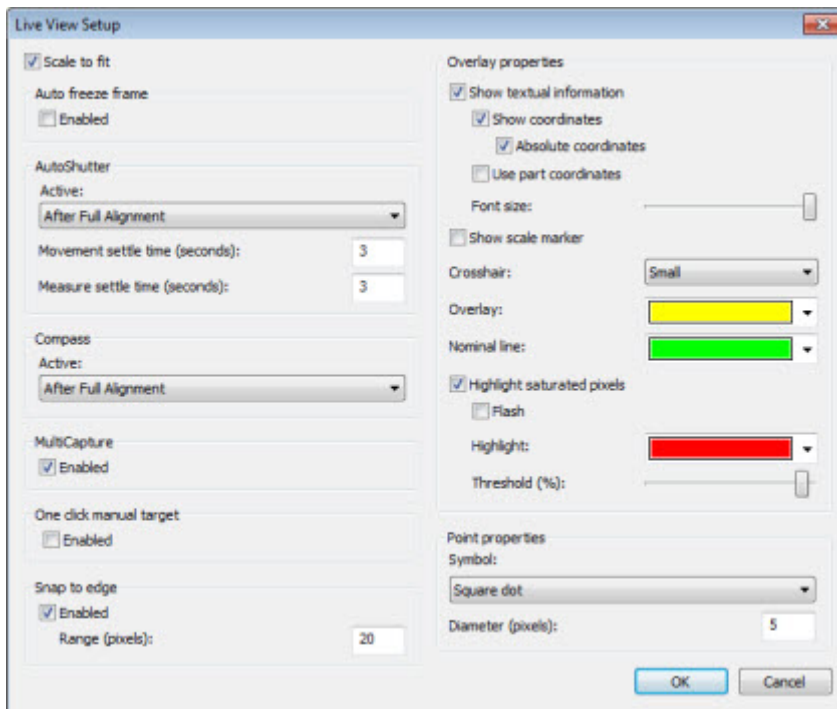 Live View Setup
Scale to fit
Auto freeze frame
Enabled
AutoShutter
Active:
After Full Alignment
Movement settle time (seconds): 3
Measure settle time (seconds): 3
Compass
Active:
After Full Alignment
MultiCapture
Enabled
One click manual target
Enabled
Snap to edge
Enabled
Range (pixels): 20
Overlay properties
Show textual information
Show coordinates
Absolute coordinates
Use part coordinates
Font size:
Show scale marker
Crosshair: Small
Overlay:
Nominal line:
Highlight saturated pixels
Flash
Highlight:
Threshold (%):
Point properties
Symbol:
Square dot
Diameter (pixels): 5
OK Cancel